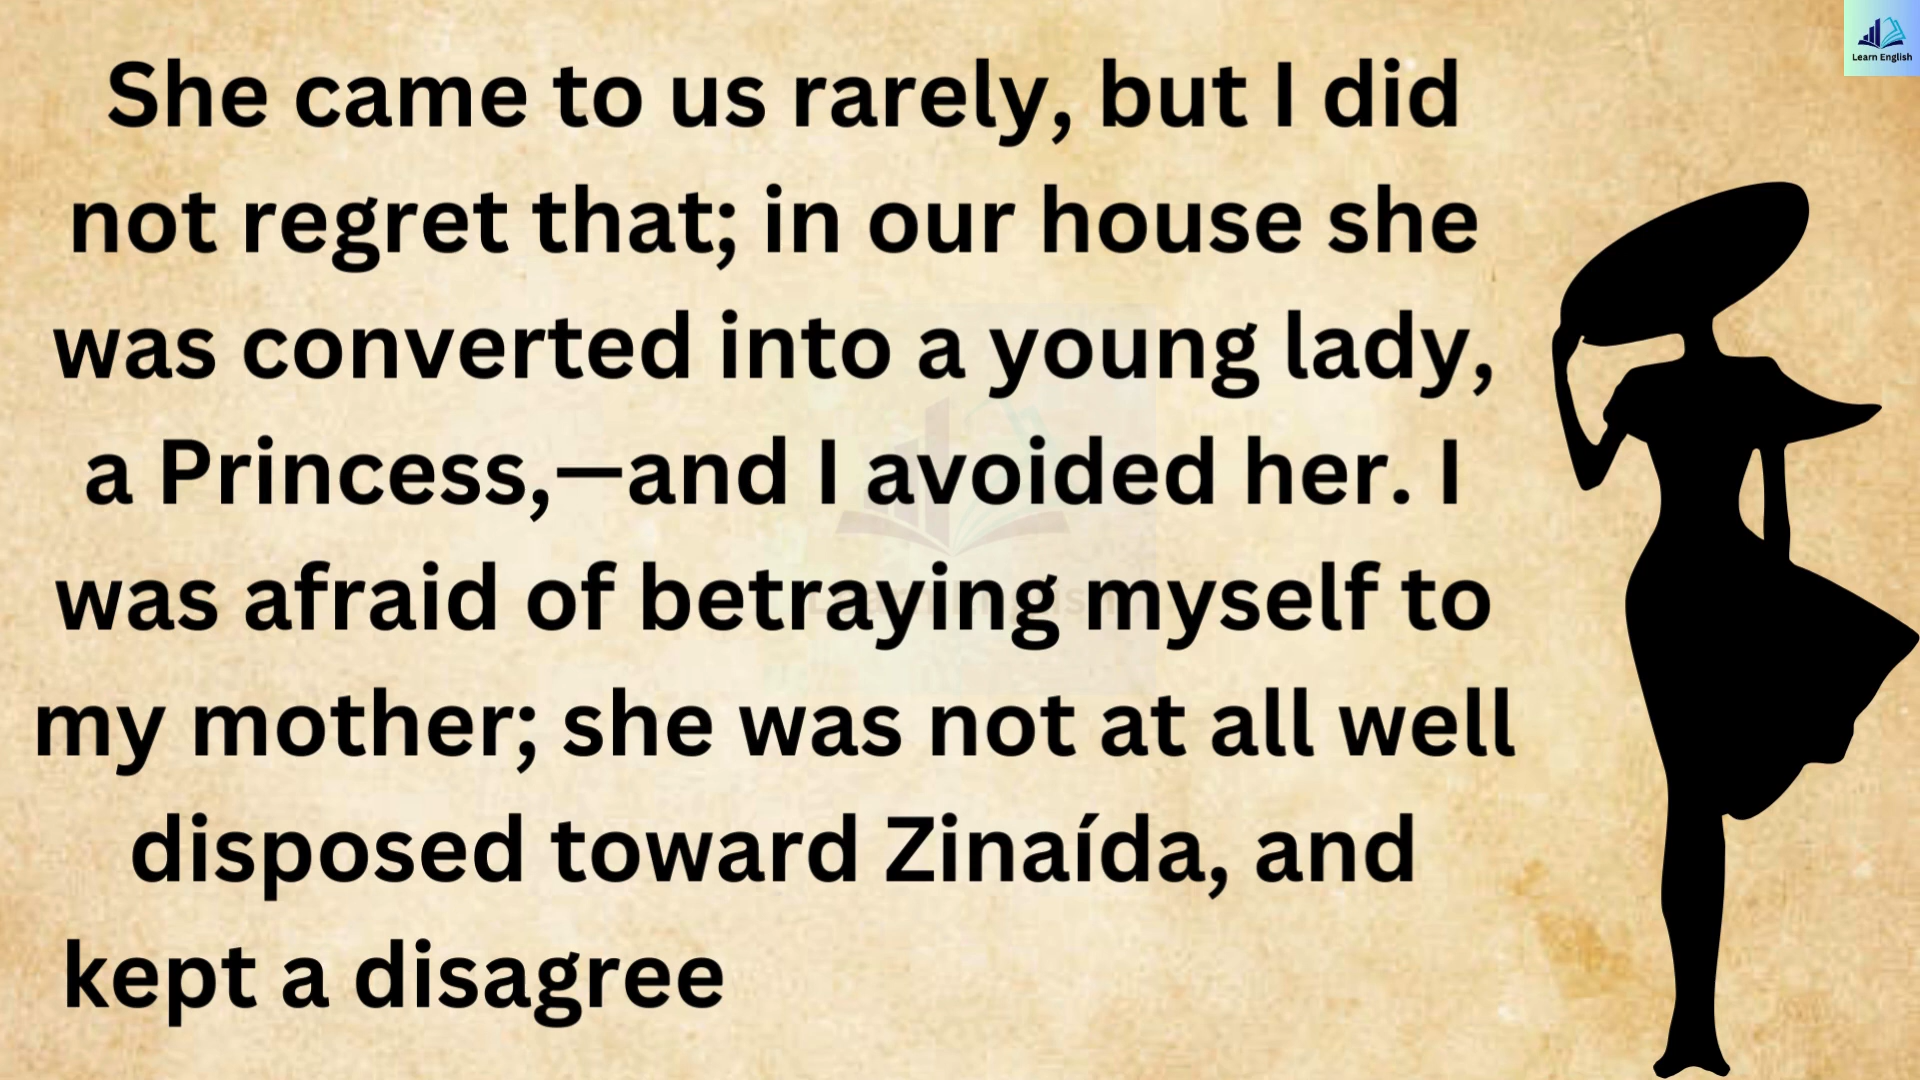 Learn English
She came to us rarely, but I did
not regret that; in our house she
was converted into a young lady,
a Princess,—and I avoided her. I
was afraid of betraying myself to
my mother; she was not at all well
disposed toward Zinaída, and
kept a disagree